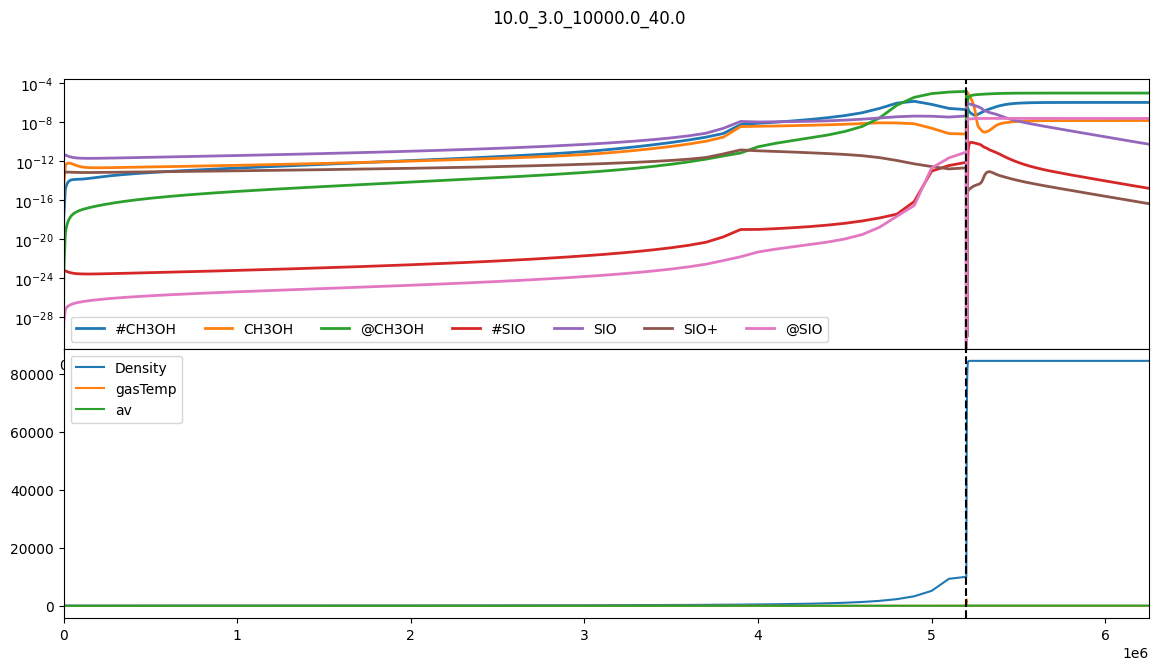 10.0_3.0_10000.0_40.0
10⁻⁴
10⁻⁸
10⁻¹²
10⁻¹⁶
10⁻²⁰
10⁻²⁴
10⁻²⁸
#CH3OH CH3OH @CH3OH #SIO SIO SIO+ @SIO
Density
gasTemp
av
80000
60000
40000
20000
0
0 1 2 3 4 5 6
1e6